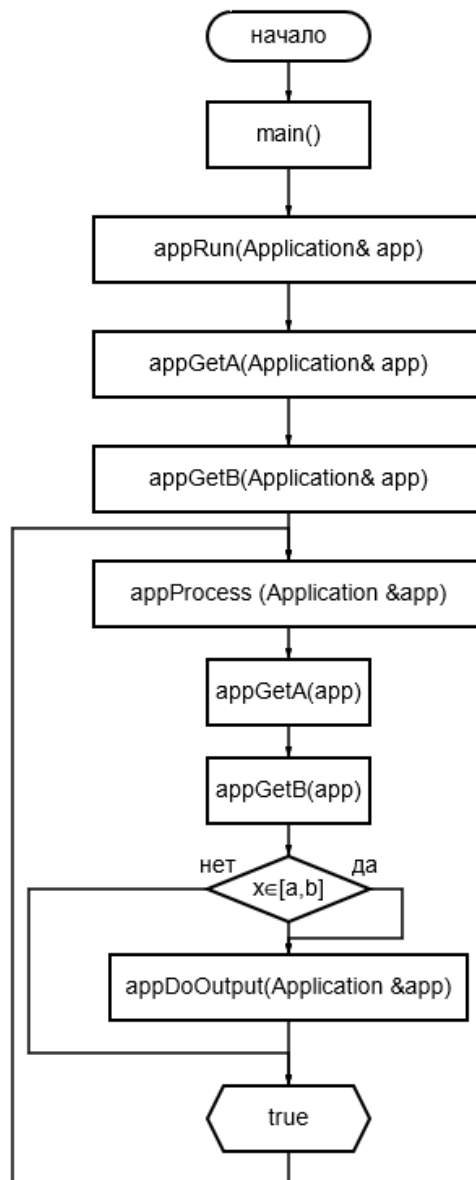 начало
main()
appRun(Application& app)
appGetA(Application& app)
appGetB(Application& app)
appProcess (Application &app)
appGetA(app)
appGetB(app)
нет
да
x∈[a,b]
appDoOutput(Application &app)
true